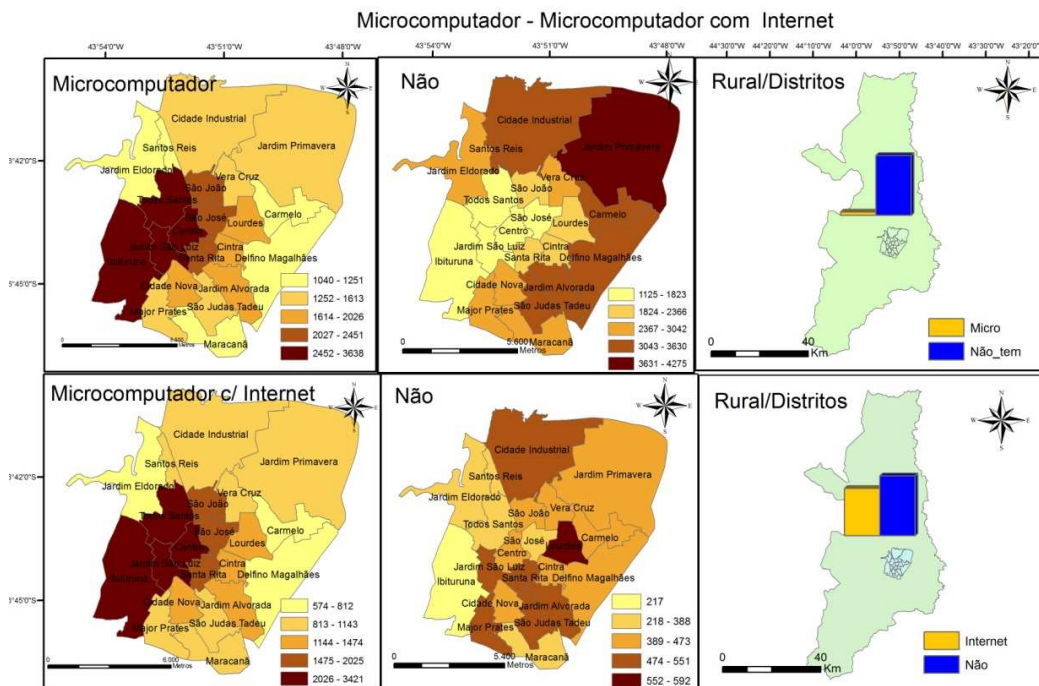 Microcomputador - Microcomputador com Internet
43°54'0"W 43°51'0"W 43°48'0"W
43°54'0"W 43°51'0"W 43°48'0"W
44°30'0"W 44°20'0"W 44°10'0"W 44°0'0"W 43°50'0"W 43°40'0"W 43°30'0"W 43°20'0"W
Microcomputador
N
W E
S
Cidade Industrial
Santos Reis
Jardim Primavera
Jardim Eldorado
Vera Cruz
São João
Todos Santos
São José
Carmelo
Lourdes
Centro
Jardim São Luiz
Cintra
Ibituruna
Santa Rita
Delfino Magalhães
Cidade Nova
Jardim Alvorada
Major Prates
São Judas Tadeu
Maracanã
1040 - 1251
1252 - 1613
1614 - 2026
2027 - 2451
2452 - 3638
0
Metros
Não
N
W E
S
Cidade Industrial
Santos Reis
Jardim Primavera
Jardim Eldorado
Vera Cruz
São João
Todos Santos
Carmelo
São José
Lourdes
Centro
Jardim São Luiz
Cintra
Santa Rita
Delfino Magalhães
Ibituruna
Cidade Nova
Jardim Alvorada
Major Prates
São Judas Tadeu
Maracanã
1125 - 1823
1824 - 2366
2367 - 3042
3043 - 3630
3631 - 4275
0 5.600
Metros
Rural/Distritos
N
W E
S
Micro
Não_tem
0 40
Km
Microcomputador c/ Internet
N
W E
S
Cidade Industrial
Santos Reis
Jardim Primavera
Jardim Eldorado
Vera Cruz
São João
Todos Santos
São José
Carmelo
Lourdes
Centro
Jardim São Luiz
Cintra
Ibituruna
Santa Rita
Delfino Magalhães
Cidade Nova
Jardim Alvorada
Major Prates
São Judas Tadeu
Maracanã
574 - 812
813 - 1143
1144 - 1474
1475 - 2025
2026 - 3421
0 6.000
Metros
Não
N
W E
S
Cidade Industrial
Santos Reis
Jardim Primavera
Jardim Eldorado
Vera Cruz
São João
Todos Santos
São José
Carmelo
Lourdes
Centro
Jardim São Luiz
Cintra
Santa Rita
Delfino Magalhães
Ibituruna
Cidade Nova
Jardim Alvorada
Major Prates
São Judas Tadeu
Maracanã
217
218 - 388
389 - 473
474 - 551
552 - 592
0 5.400
Metros
Rural/Distritos
N
W E
S
Internet
Não
0 40
Km